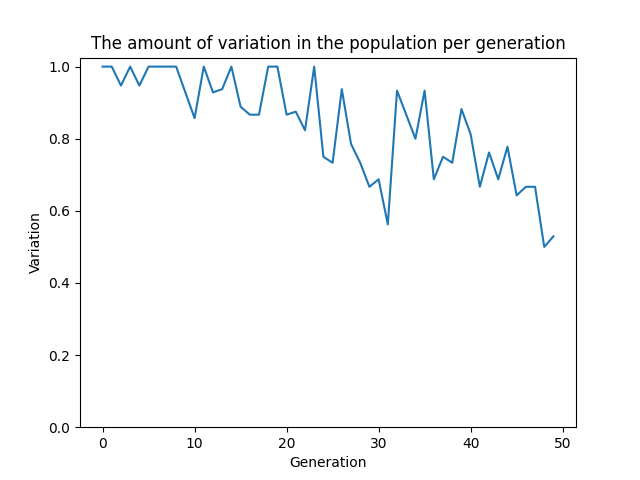 The amount of variation in the population per generation
1.0
0.8
0.6
0.4
0.2
0.0
Variation
0 10 20 30 40 50
Generation